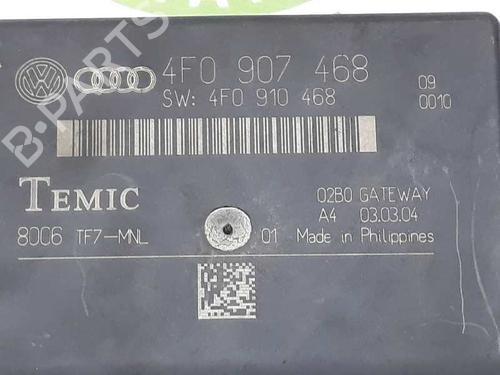 4F0 907 468
SW: 4F0 910 468
09
0010
TEMIC
02B0 GATEWAY
A4 03.03.04
80C6 TF7-MNL
01 Made in Philippines
B-PARTS